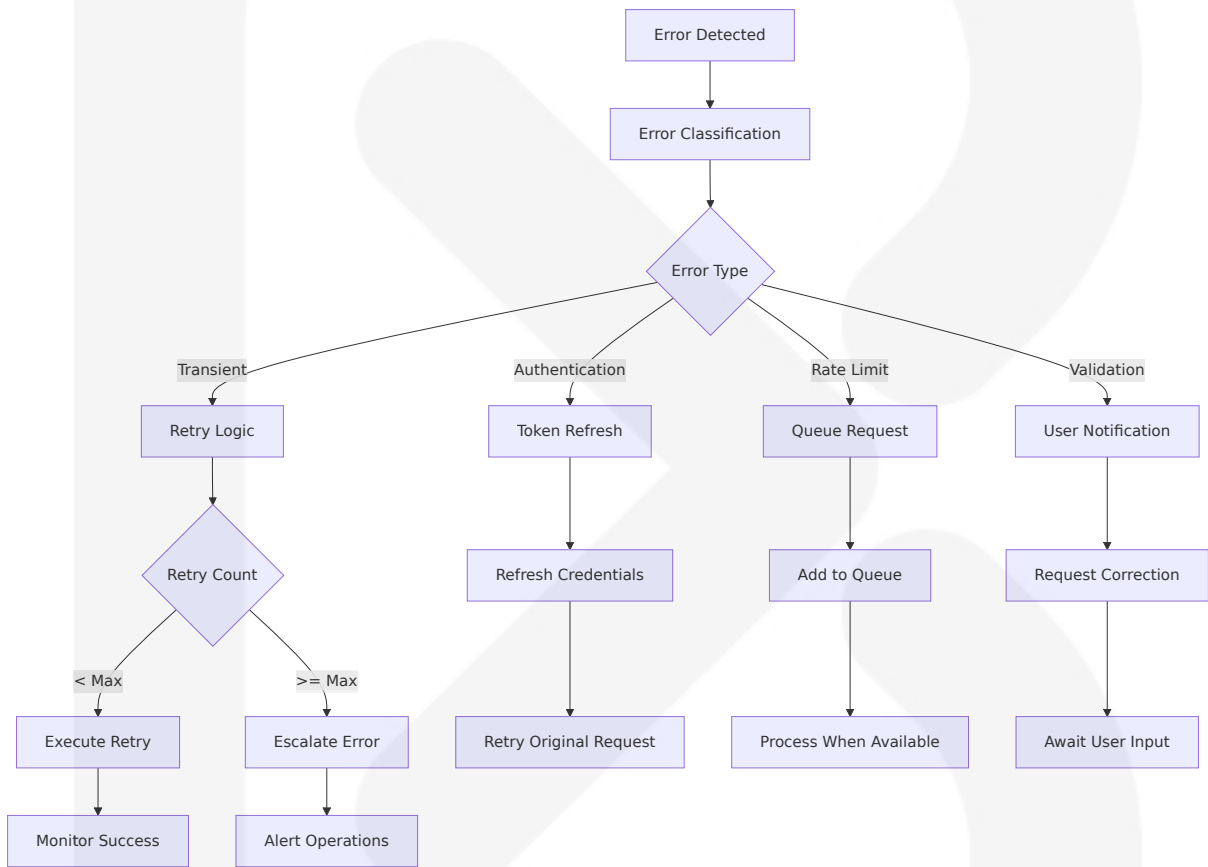 Error Detected
Error Classification
Error Type
Transient
Authentication
Rate Limit
Validation
Retry Logic
Token Refresh
Queue Request
User Notification
Retry Count
Refresh Credentials
Add to Queue
Request Correction
< Max
>= Max
Execute Retry
Escalate Error
Retry Original Request
Process When Available
Await User Input
Monitor Success
Alert Operations